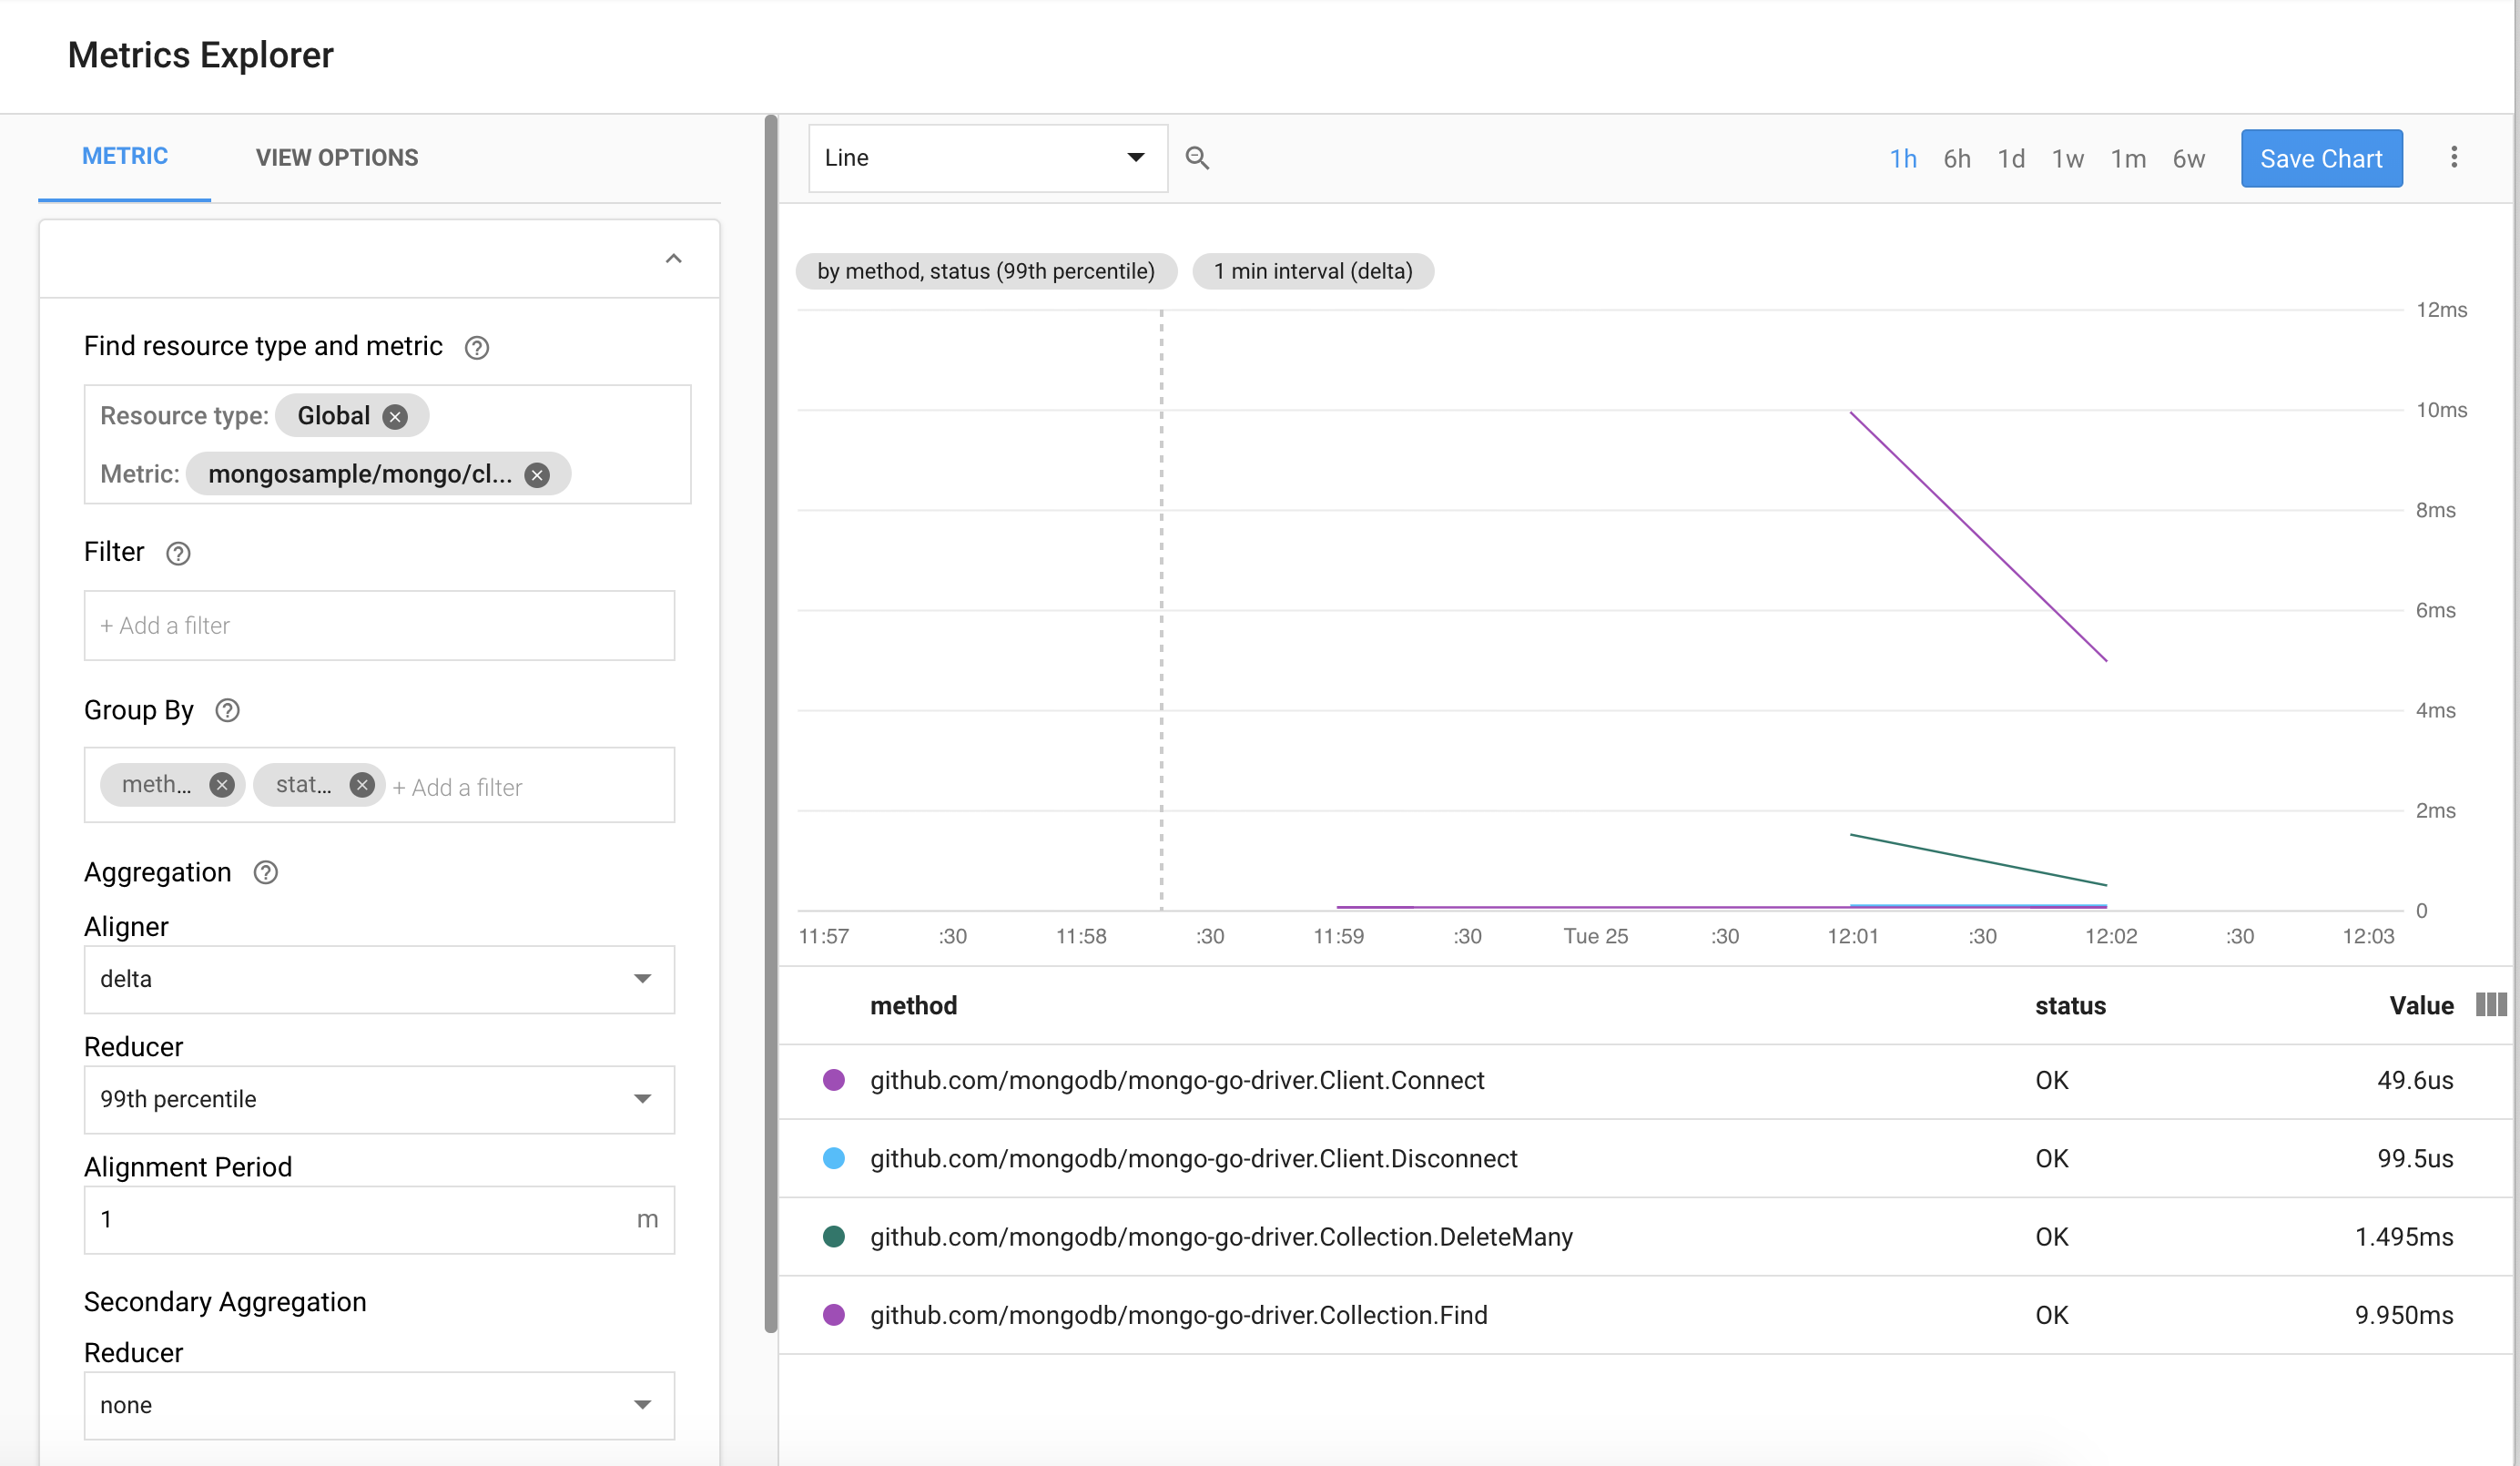 Metrics Explorer
METRIC
VIEW OPTIONS
Find resource type and metric
Resource type: Global
Metric: mongosample/mongo/cl...
Filter
+ Add a filter
Group By
meth... stat... + Add a filter
Aggregation
Aligner
delta
Reducer
99th percentile
Alignment Period
1 m
Secondary Aggregation
Reducer
none
Line
1h 6h 1d 1w 1m 6w Save Chart
by method, status (99th percentile) 1 min interval (delta)
12ms
10ms
8ms
6ms
4ms
2ms
0
11:57 :30 11:58 :30 11:59 :30 Tue 25 :30 12:01 :30 12:02 :30 12:03
method status Value
github.com/mongodb/mongo-go-driver.Client.Connect OK 49.6us
github.com/mongodb/mongo-go-driver.Client.Disconnect OK 99.5us
github.com/mongodb/mongo-go-driver.Collection.DeleteMany OK 1.495ms
github.com/mongodb/mongo-go-driver.Collection.Find OK 9.950ms